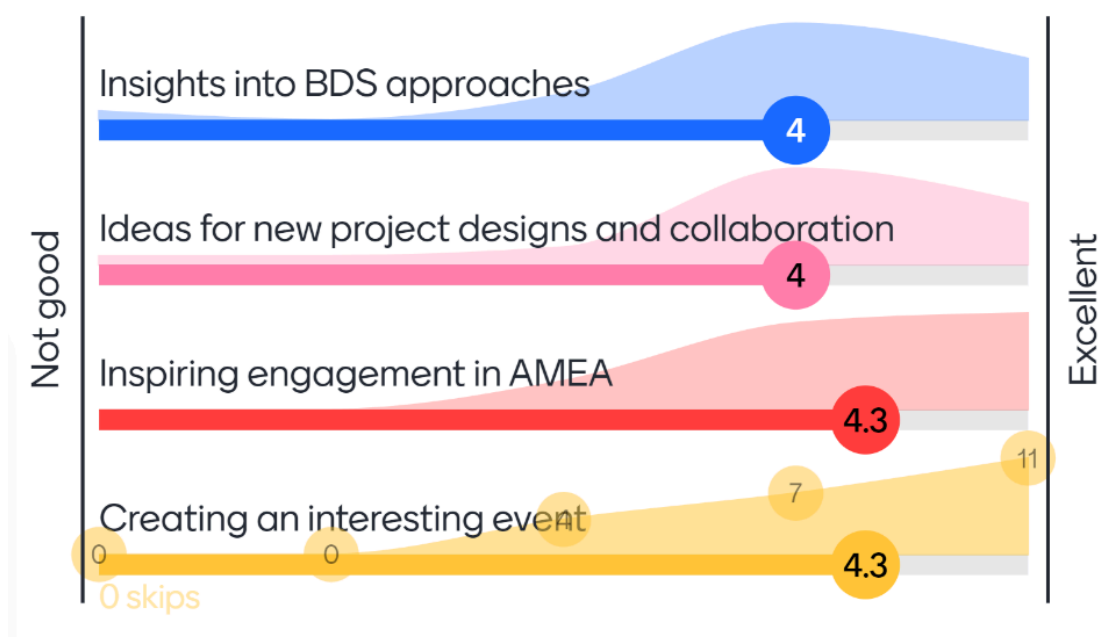 Insights into BDS approaches
4
Ideas for new project designs and collaboration
4
Not good
Excellent
Inspiring engagement in AMEA
4.3
11
7
Creating an interesting event
4
0
0
4.3
0 skips